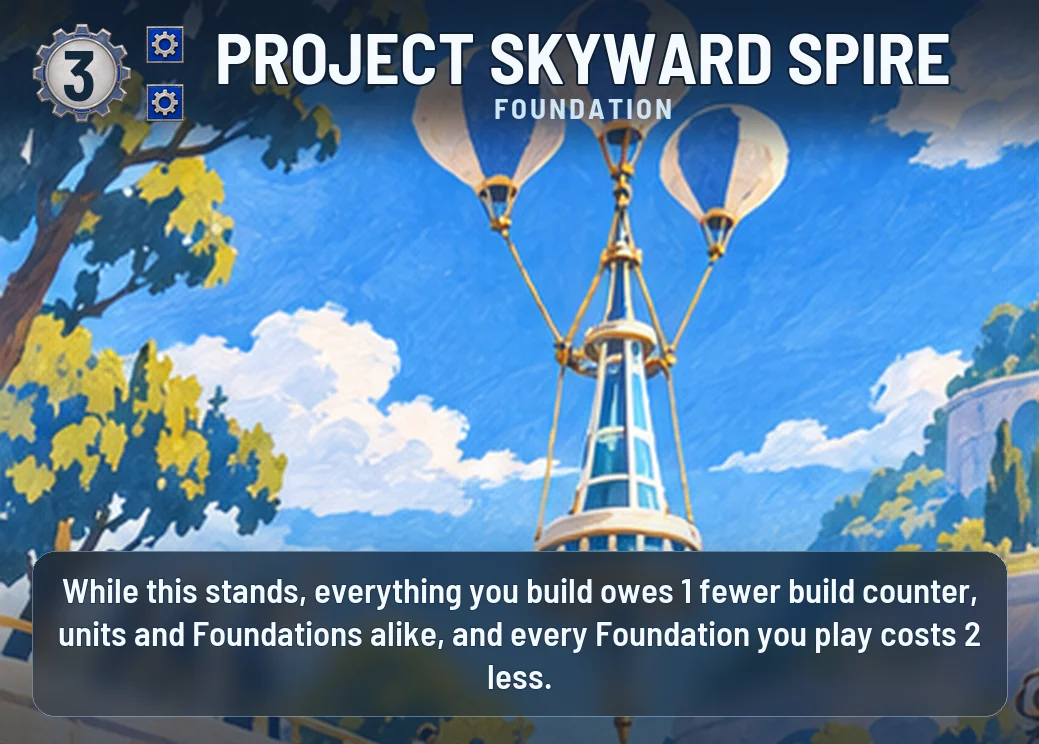 3
PROJECT SKYWARD SPIRE
FOUNDATION
While this stands, everything you build owes 1 fewer build counter,
units and Foundations alike, and every Foundation you play costs 2
less.